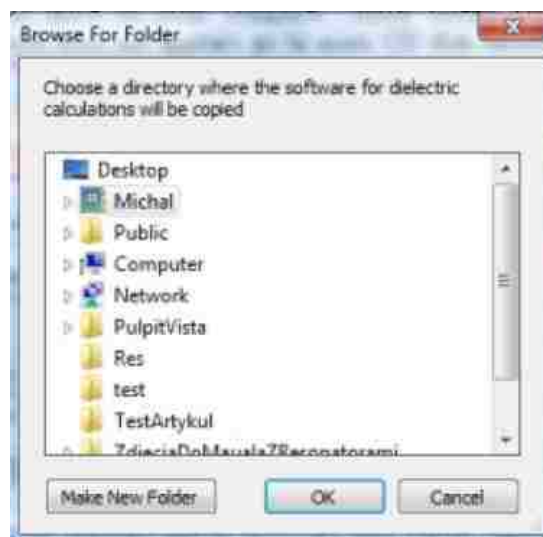 Browse For Folder
Choose a directory where the software for dielectric
calculations will be copied
Desktop
Michal
Public
Computer
Network
PulpitVista
Res
test
TestArtykul
Make New Folder
OK
Cancel